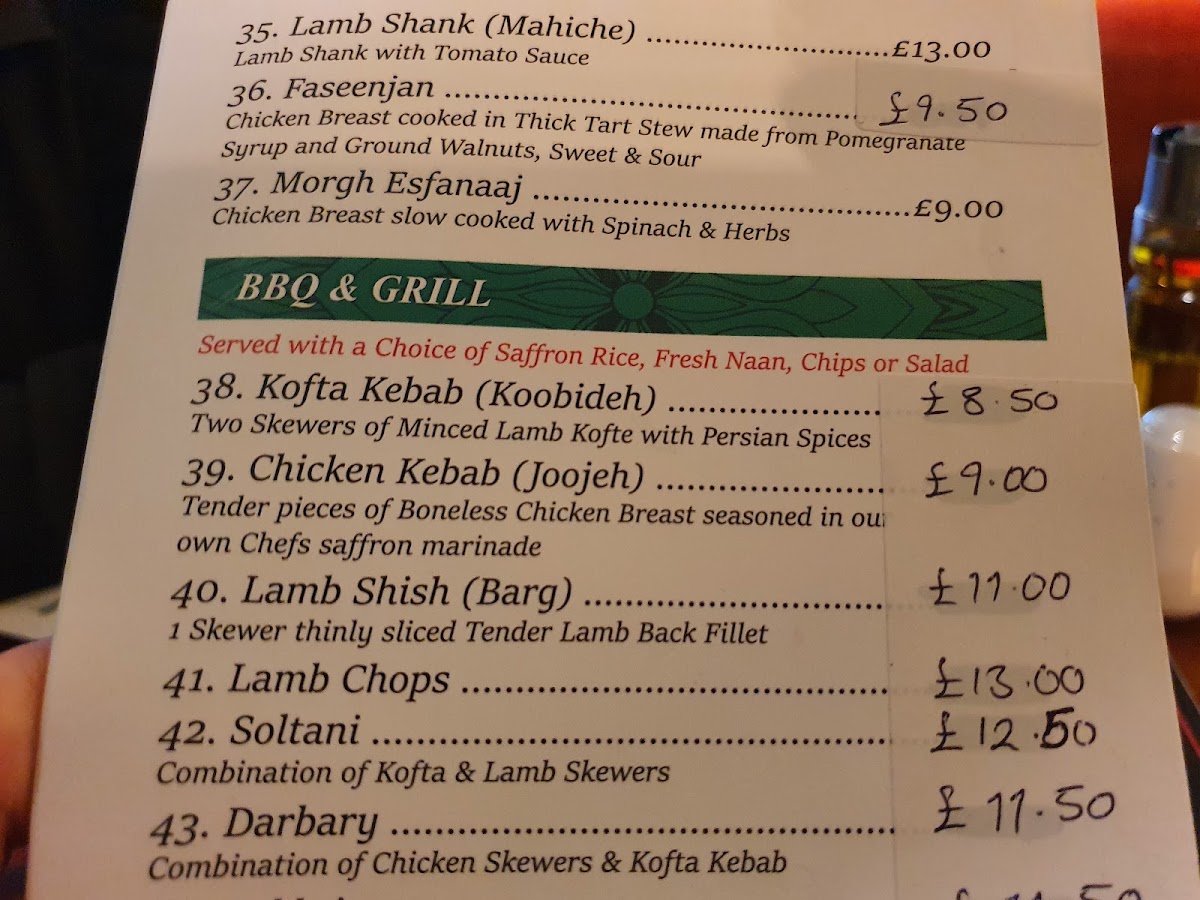 35. Lamb Shank (Mahiche) ..........................£13.00
Lamb Shank with Tomato Sauce
36. Faseenjan ............................................ £9.50
Chicken Breast cooked in Thick Tart Stew made from Pomegranate
Syrup and Ground Walnuts, Sweet & Sour
37. Morgh Esfanaaj ........................................£9.00
Chicken Breast slow cooked with Spinach & Herbs
BBQ & GRILL
Served with a Choice of Saffron Rice, Fresh Naan, Chips or Salad
38. Kofta Kebab (Koobideh) ..................... £8.50
Two Skewers of Minced Lamb Kofte with Persian Spices
39. Chicken Kebab (Joojeh) ...................... £9.00
Tender pieces of Boneless Chicken Breast seasoned in our
own Chefs saffron marinade
40. Lamb Shish (Barg) ............................. £11.00
1 Skewer thinly sliced Tender Lamb Back Fillet
41. Lamb Chops ......................................... £13.00
42. Soltani .................................................. £12.50
Combination of Kofta & Lamb Skewers
43. Darbary ................................................ £11.50
Combination of Chicken Skewers & Kofta Kebab